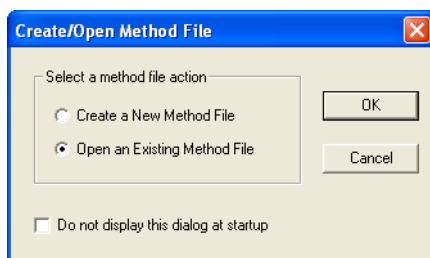 Create/Open Method File
Select a method file action
Create a New Method File
OK
Open an Existing Method File
Cancel
Do not display this dialog at startup